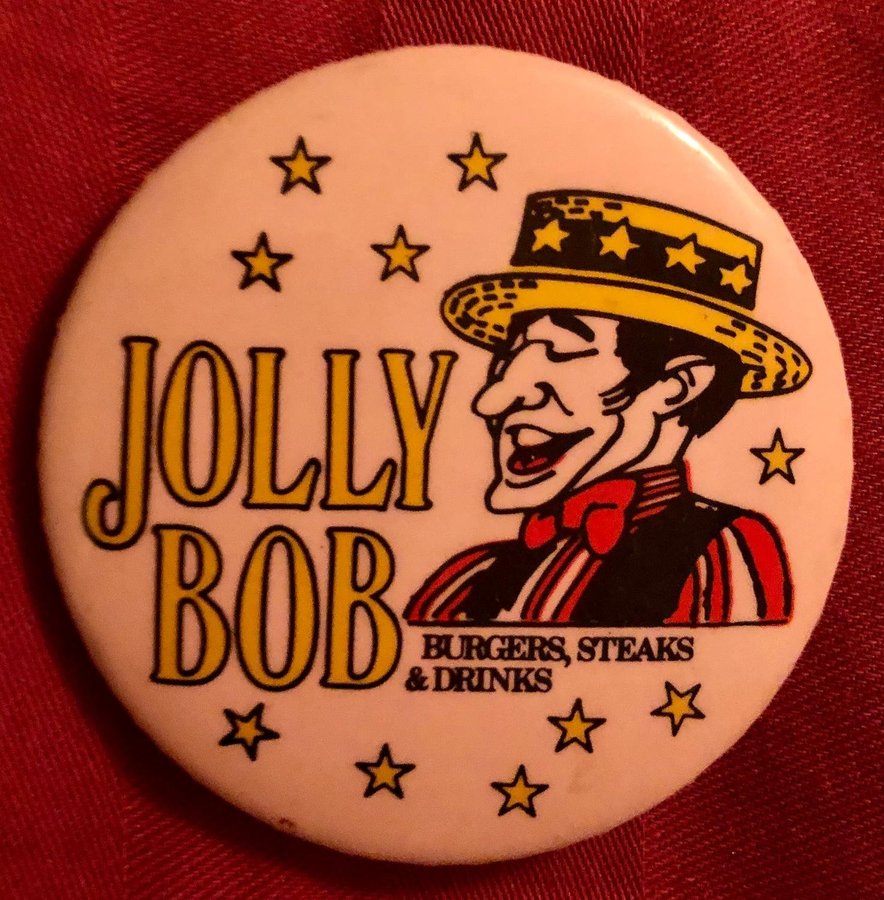 JOLLY
BOB
BURGERS, STEAKS
& DRINKS